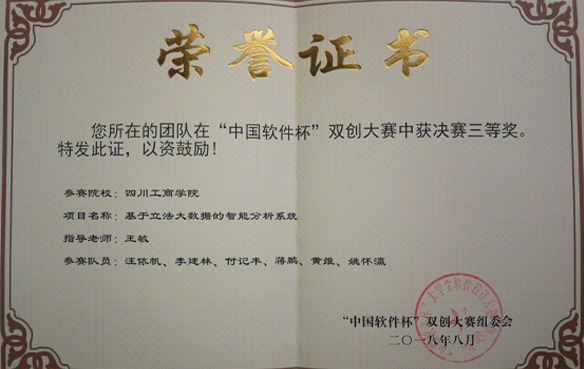 荣誉证书
您所在的团队在“中国软件杯”双创大赛中获决赛三等奖。
特发此证，以资鼓励！
参赛院校：四川工商学院
项目名称：基于立法大数据的智能分析系统
指导老师：王敏
参赛队员：汪依帆、李建林、付记丰、蒋鹏、黄维、姚怀瀛
“中国软件杯”双创大赛组委会
二〇一八年八月